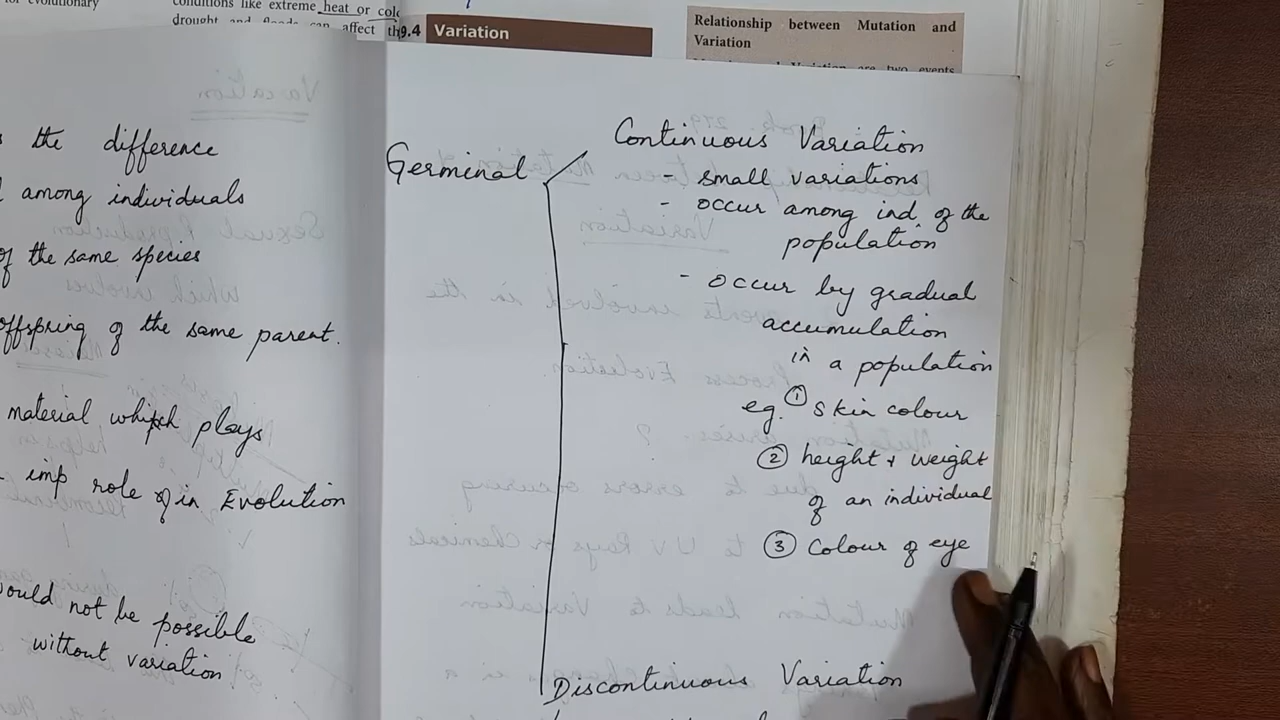 for evolutionary
conditions like extreme heat or cold
drought and floods can affect th
9.4 Variation
Relationship between Mutation and
Variation
the difference
among individuals
of the same species
offspring of the same parent.
material which plays
imp role of in Evolution
would not be possible
without variation
Germinal
Continuous Variation
- small variations
- occur among ind. of the
population
- occur by gradual
accumulation
in a population
eg. ① Skin colour
② height & weight
of an individual
③ Colour of eye
Discontinuous Variation